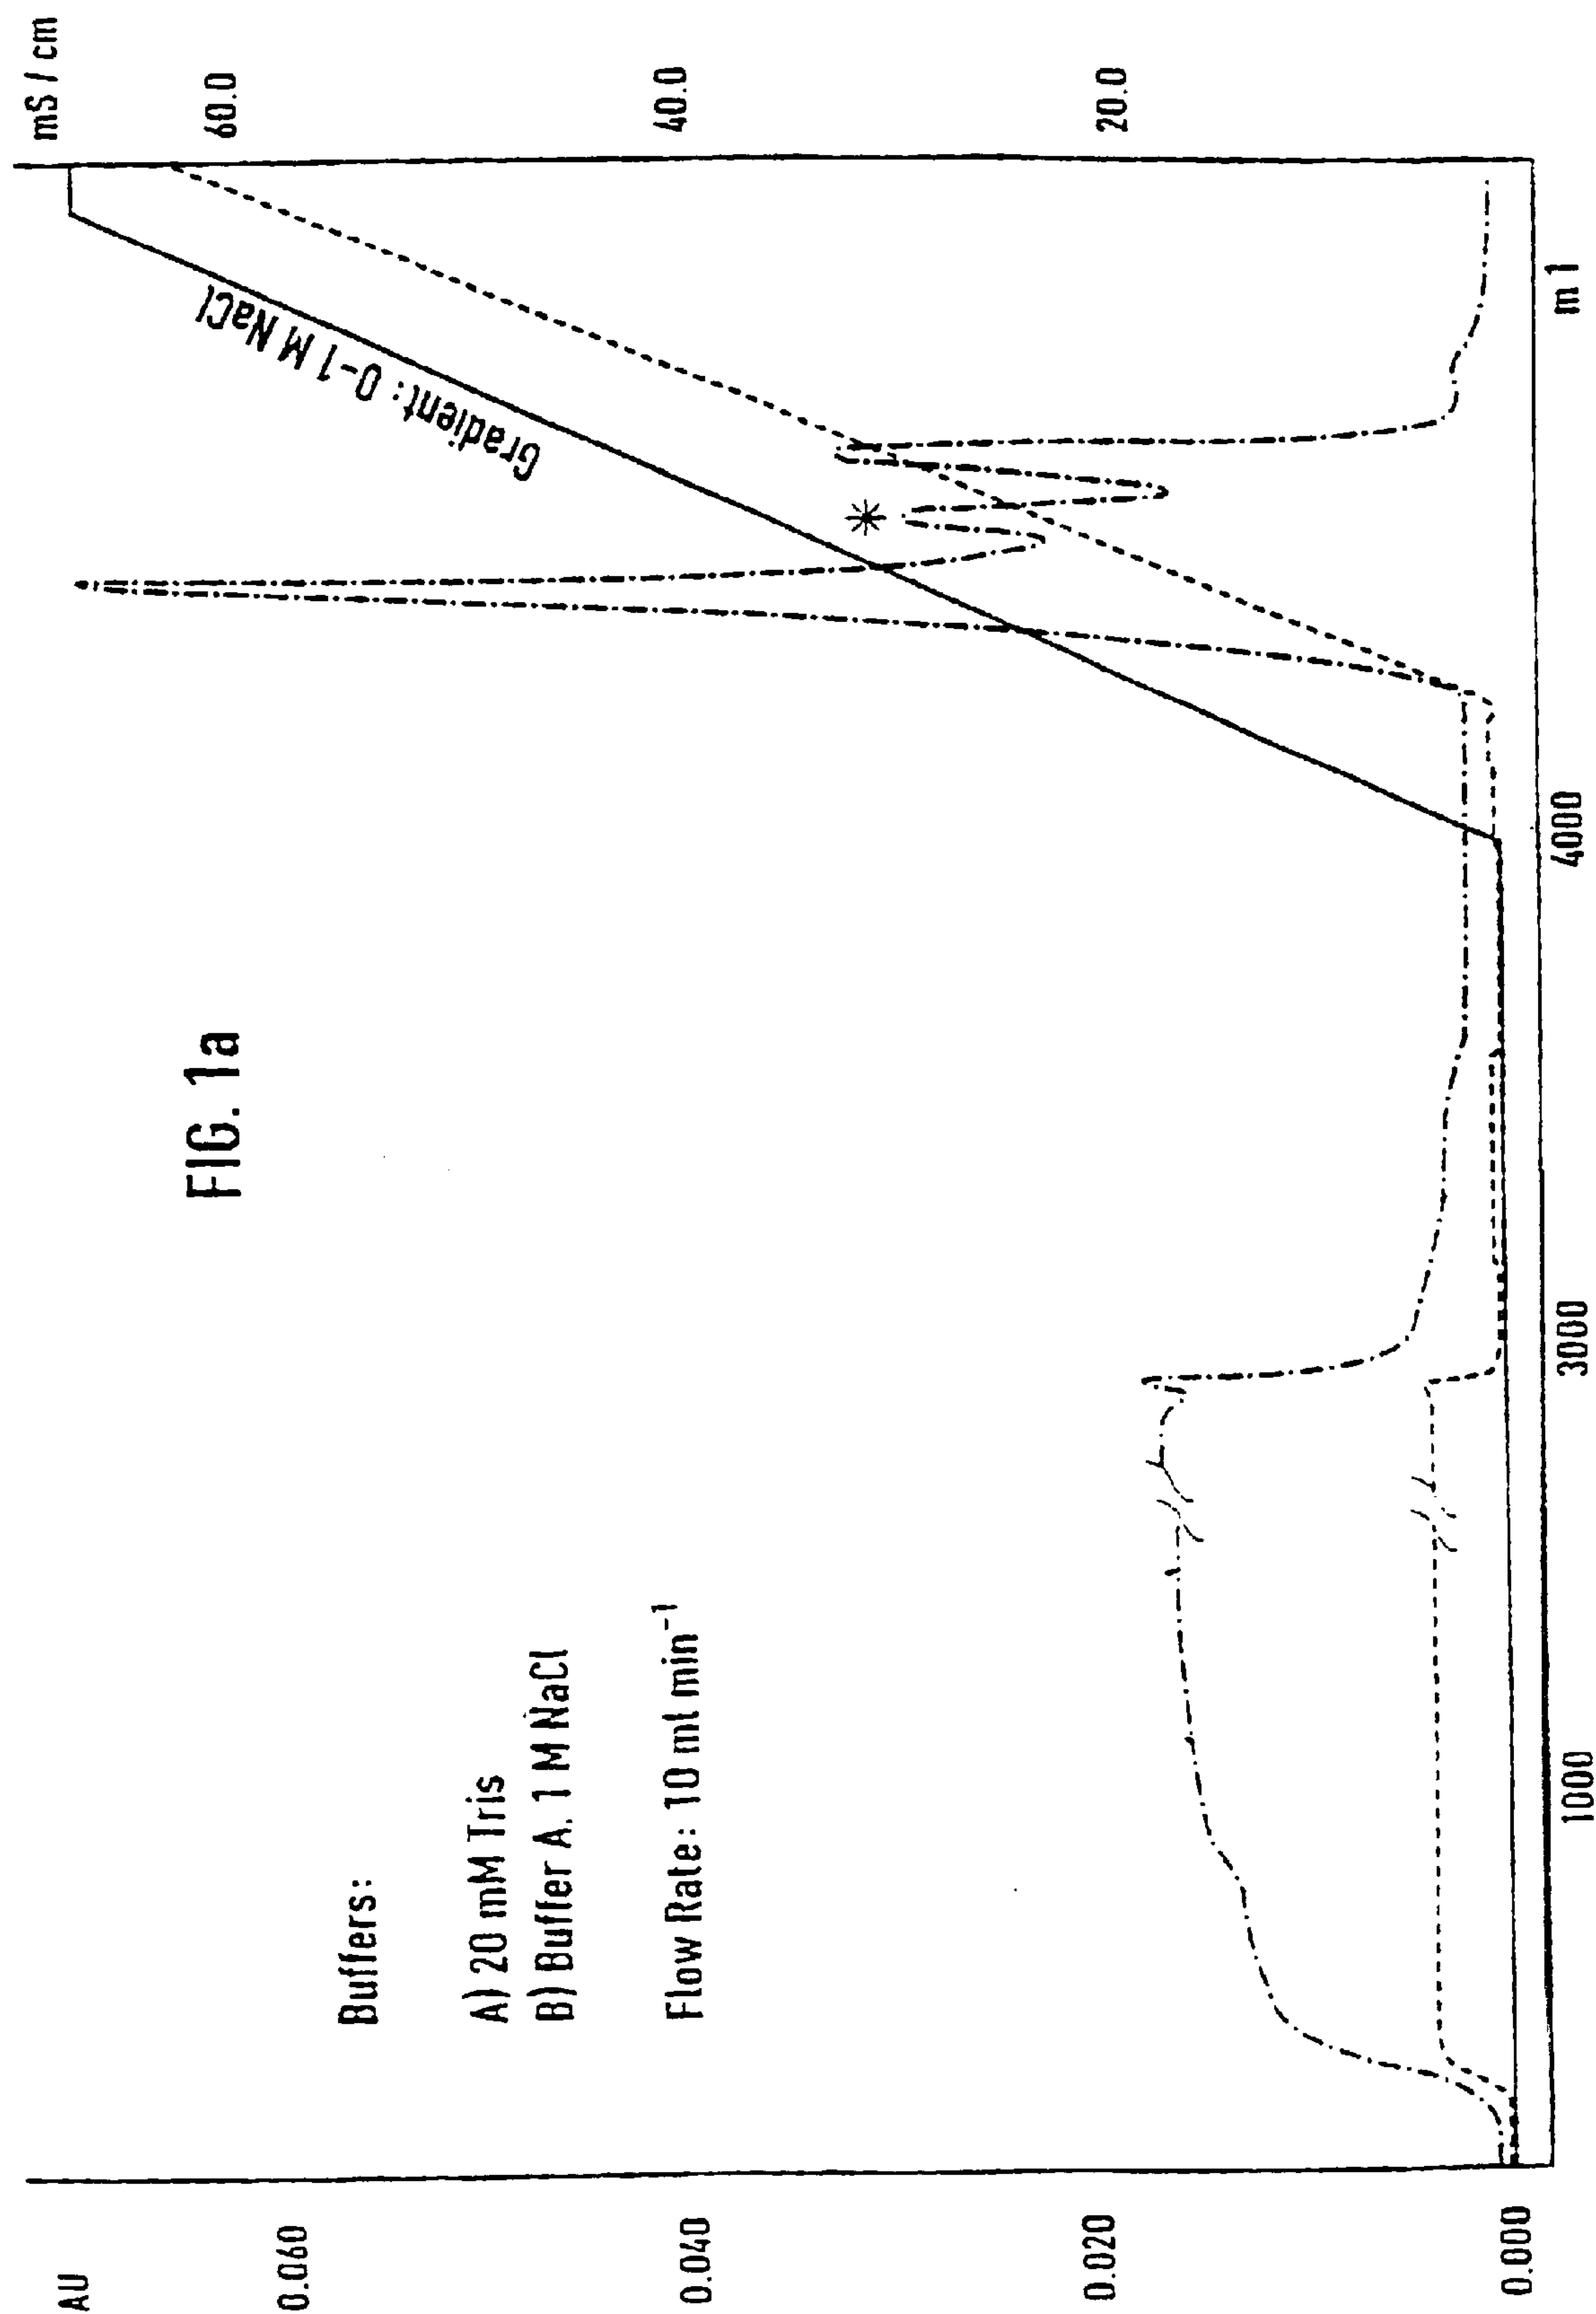 FIG. 1a
AU
0.060
0.040
0.020
0.000
Buffers:
A) 20 mM Tris
B) Buffer A, 1 M NaCl
Flow Rate: 10 ml min⁻¹
Gradient: 0-1 M NaCl
*
mS / cm
60.0
40.0
20.0
1000
3000
4000
ml